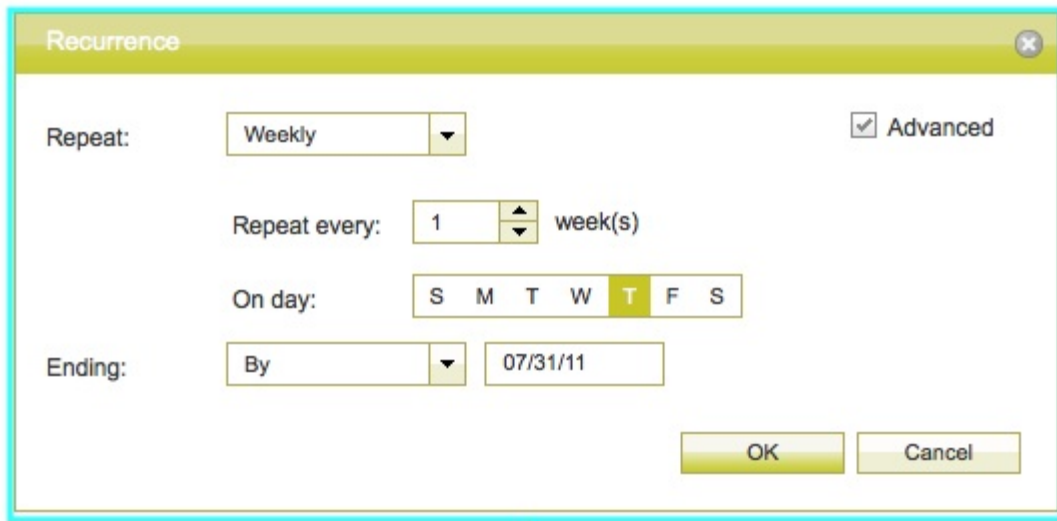 Recurrence
Repeat: Weekly Advanced
Repeat every: 1 week(s)
On day: S M T W T F S
Ending: By 07/31/11
OK Cancel